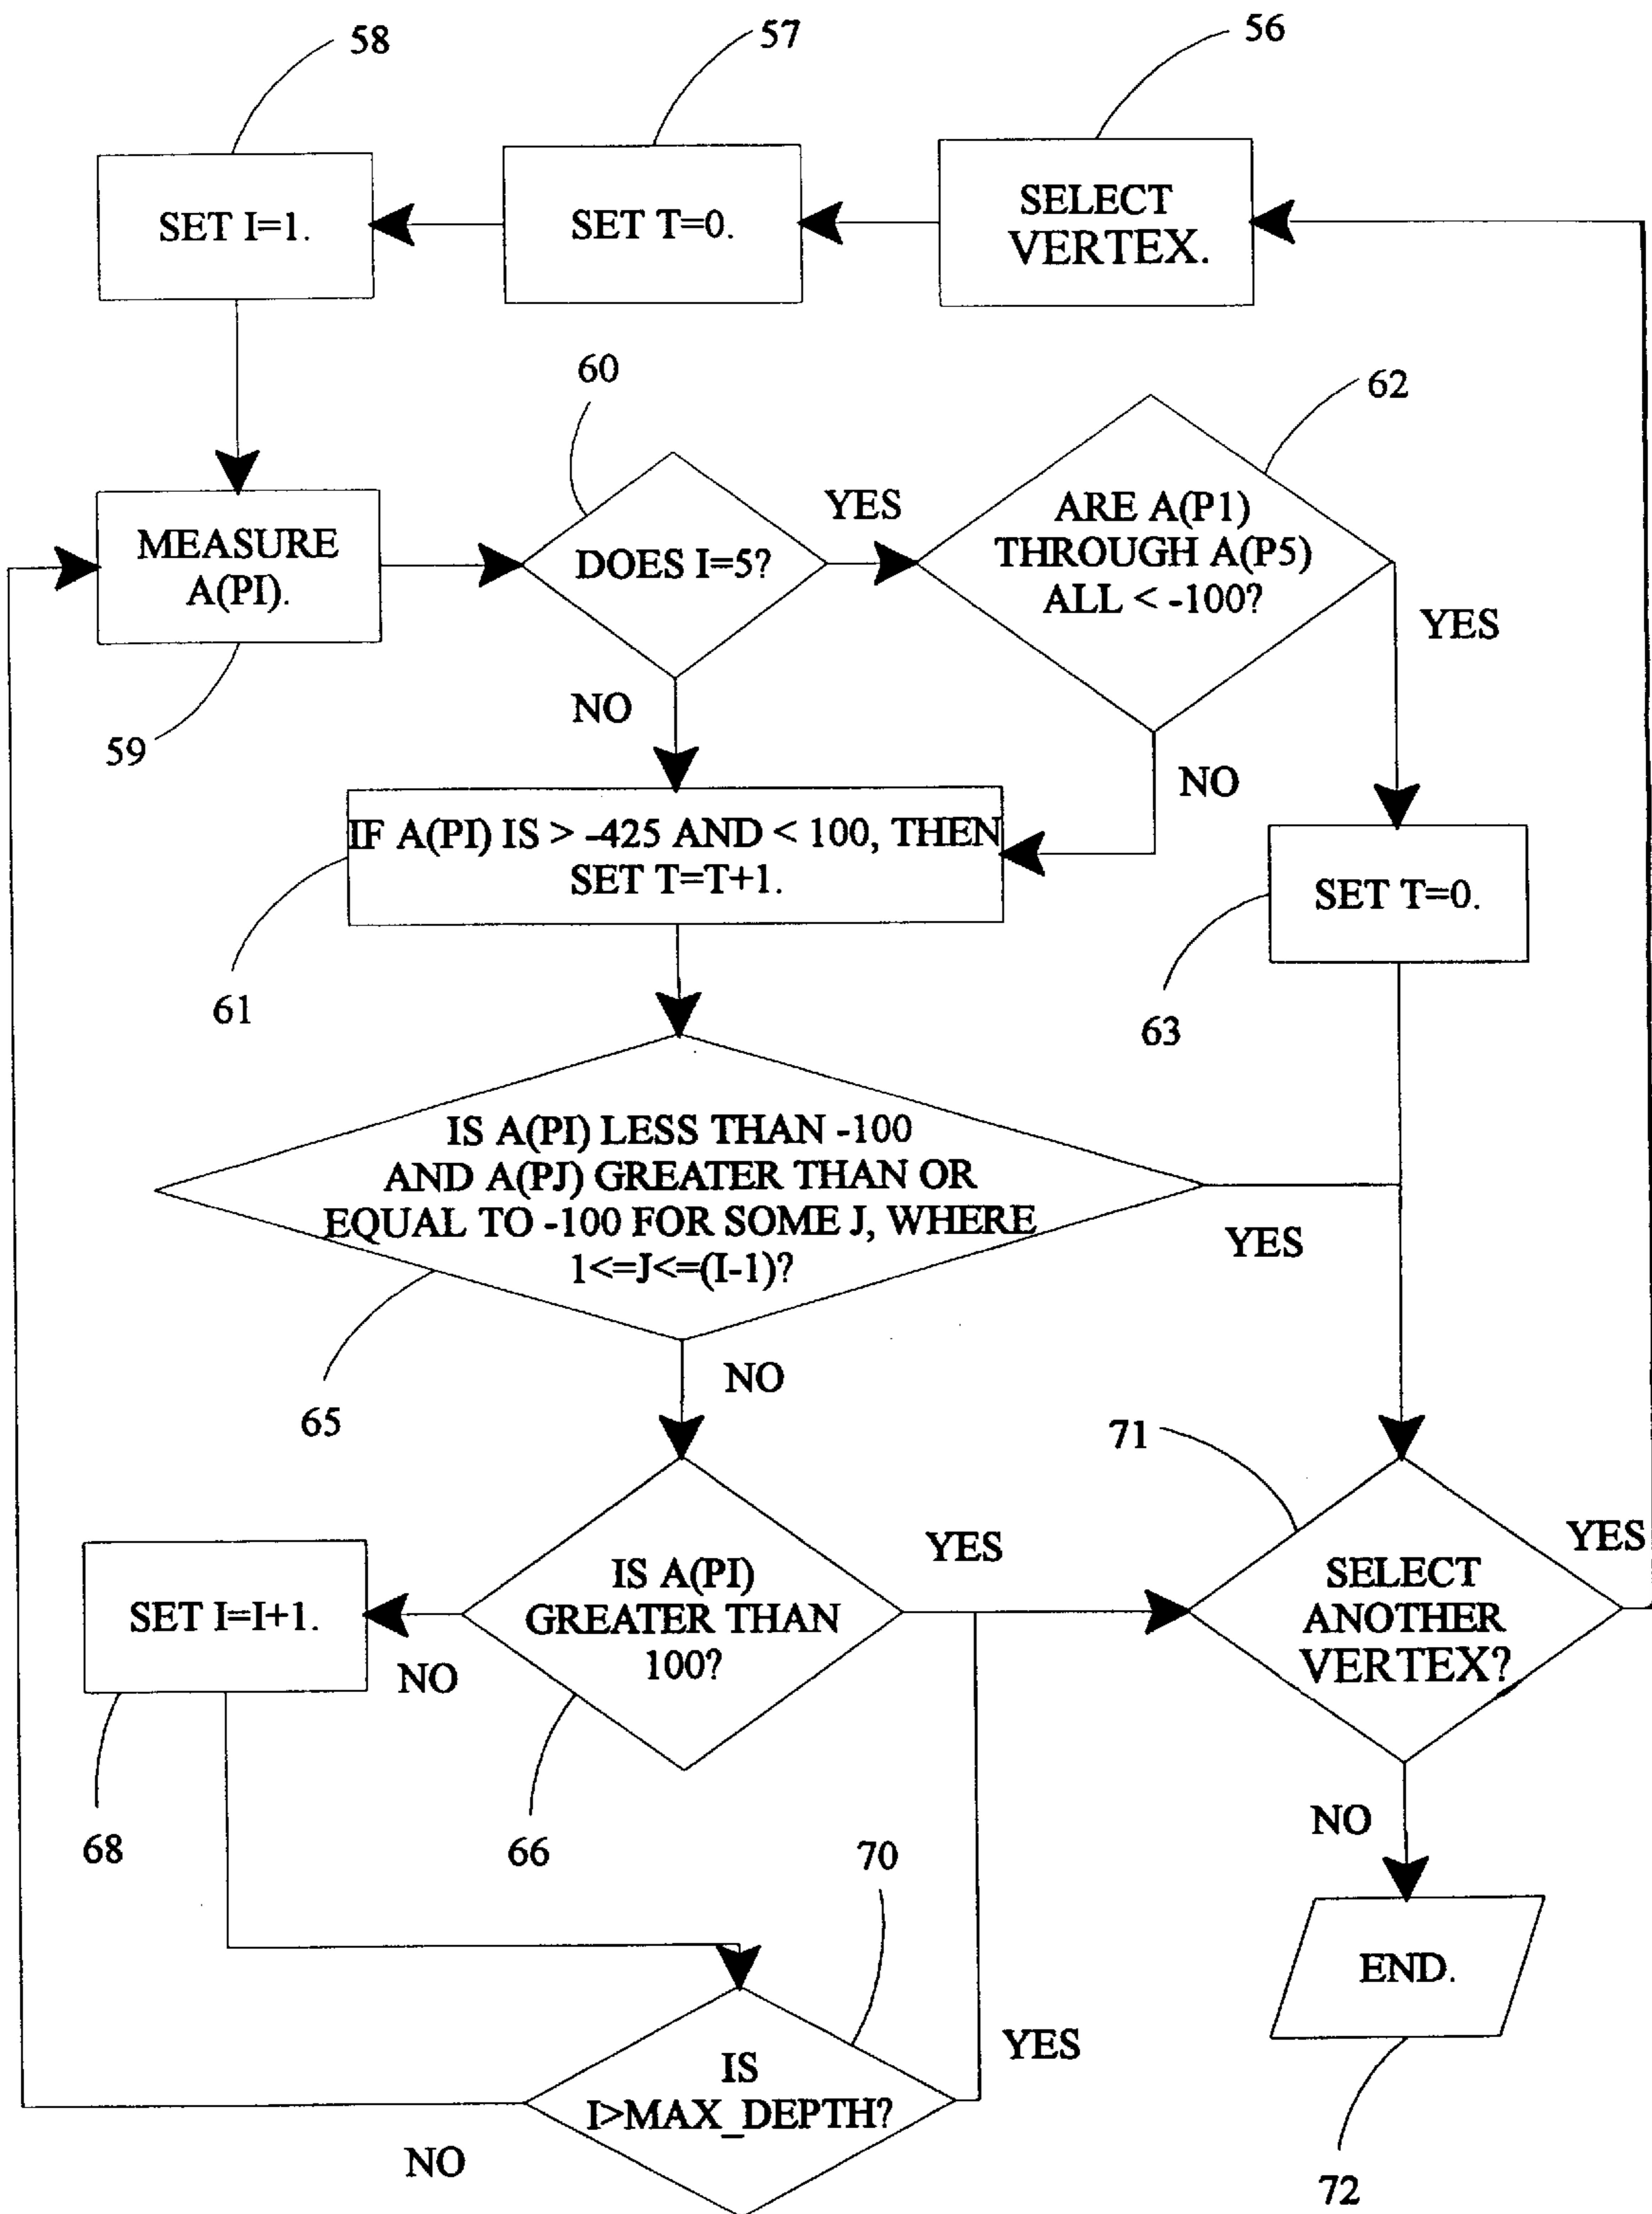 58
57
56
SET I=1.
SET T=0.
SELECT
VERTEX.
60
62
MEASURE
A(PI).
DOES I=5?
YES
ARE A(P1)
THROUGH A(P5)
ALL < -100?
YES
NO
59
NO
IF A(PI) IS > -425 AND < 100, THEN
SET T=T+1.
SET T=0.
61
63
IS A(PI) LESS THAN -100
AND A(PJ) GREATER THAN OR
EQUAL TO -100 FOR SOME J, WHERE
1<=J<=(I-1)?
YES
NO
65
71
SET I=I+1.
NO
IS A(PI)
GREATER THAN
100?
YES
SELECT
ANOTHER
VERTEX?
YES
68
66
70
NO
END.
IS
I>MAX_DEPTH?
YES
NO
72